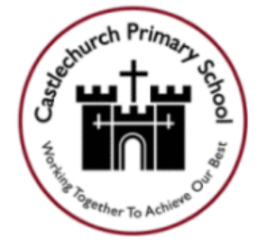 Castlechurch Primary School
Working Together To Achieve Our Best